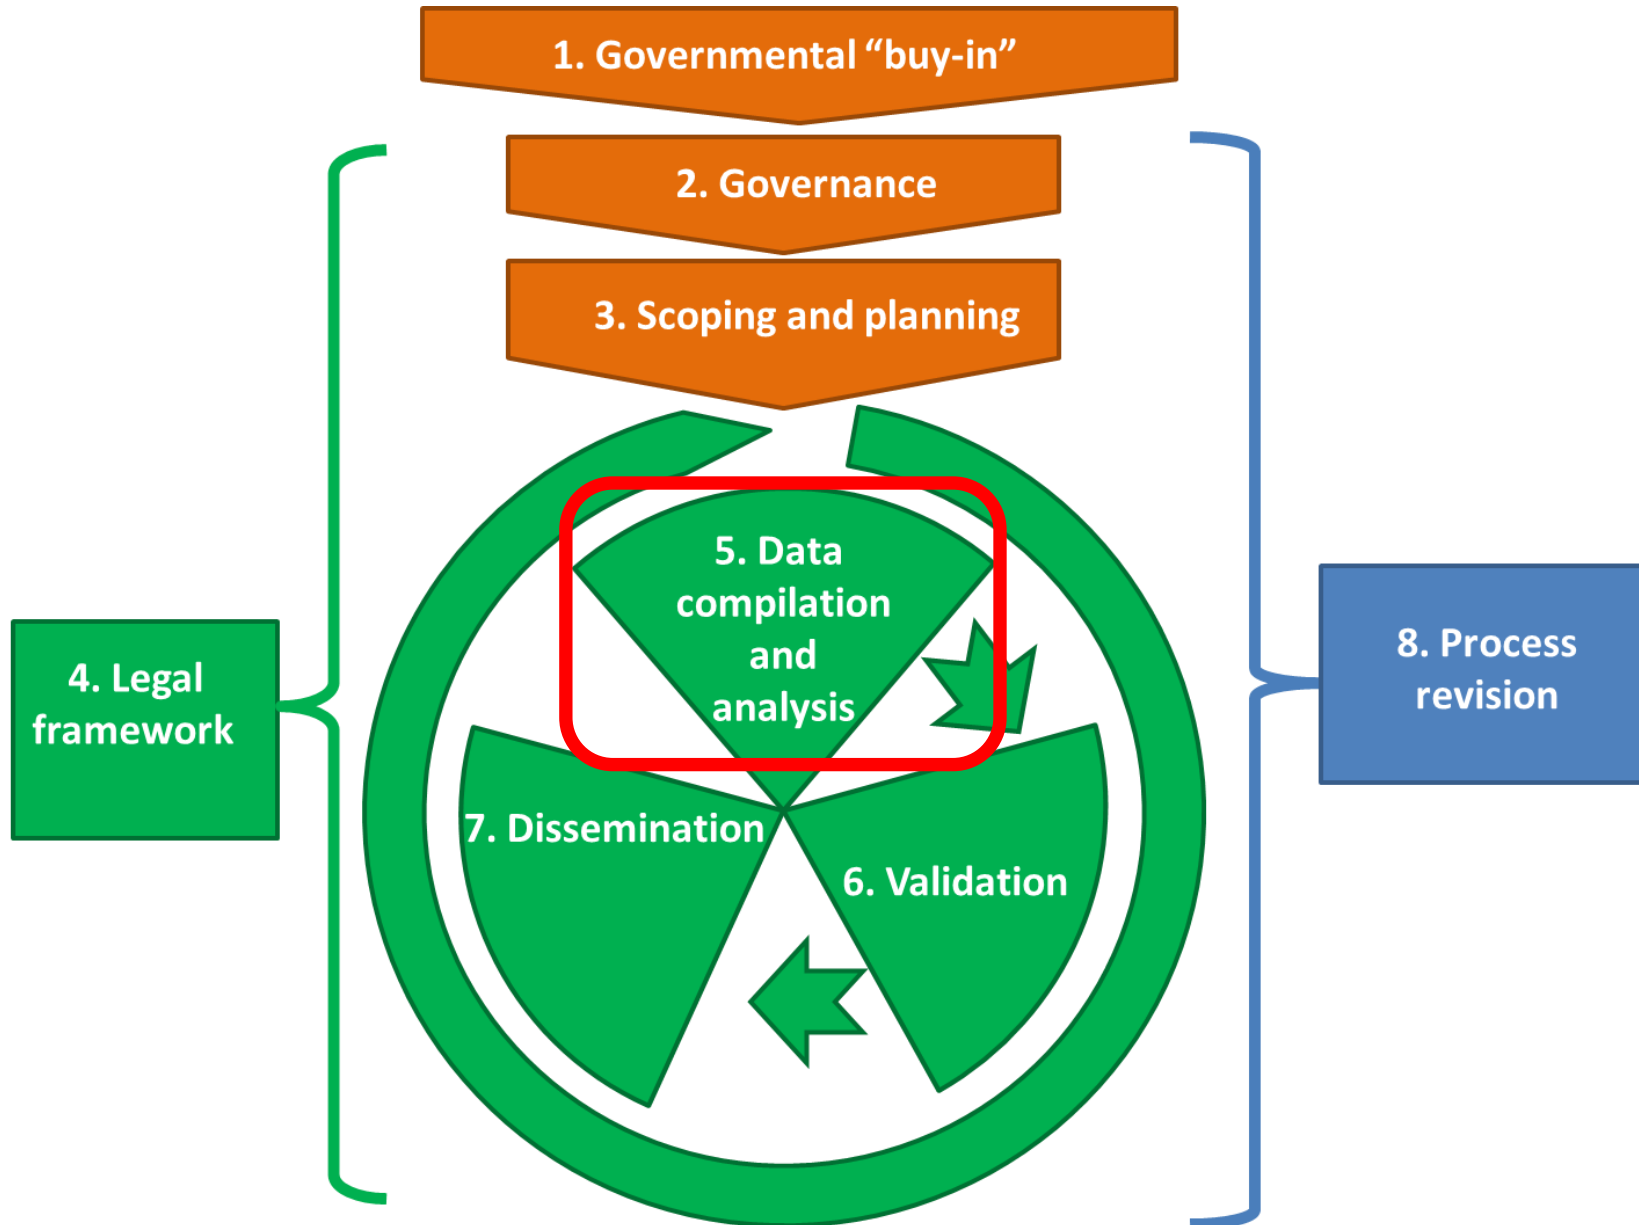 1. Governmental “buy-in”
2. Governance
3. Scoping and planning
4. Legal
framework
5. Data
compilation
and
analysis
6. Validation
7. Dissemination
8. Process
revision